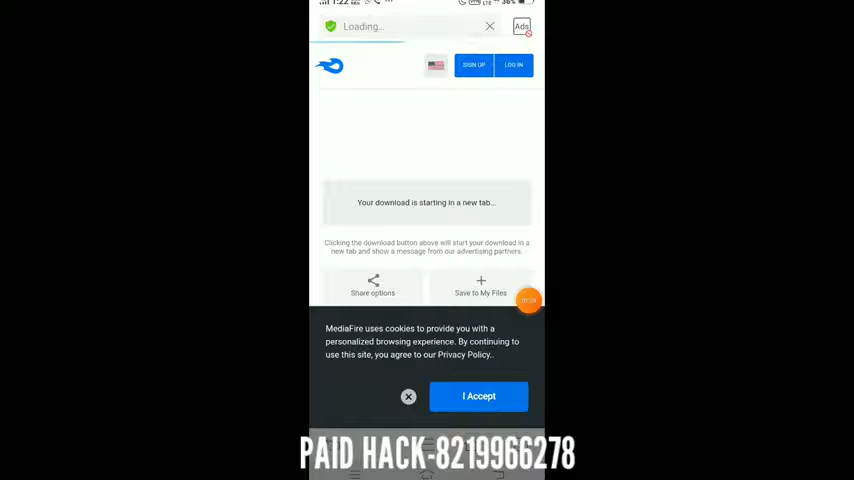 1:22
36%
Loading...
Ads
SIGN UP
LOG IN
Your download is starting in a new tab...
Clicking the download button above will start your download in a
new tab and show a message from our advertising partners.
Share options
Save to My Files
MediaFire uses cookies to provide you with a
personalized browsing experience. By continuing to
use this site, you agree to our Privacy Policy..
I Accept
PAID HACK-8219966278